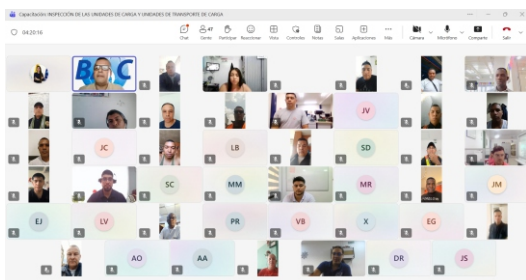 Capacitación INSPECCIÓN DE LAS UNIDADES DE CARGA Y UNIDADES DE TRANSPORTE DE CARGA
04:20:16
47
Chat Gente Participar Reaccionar Vista Controles Notas Salas Aplicaciones Más Cámara Micrófono Compartir Salir
JV
JC LB SD
SC MM MR JM
EJ LV PR VB X EG
AO AA DR JS